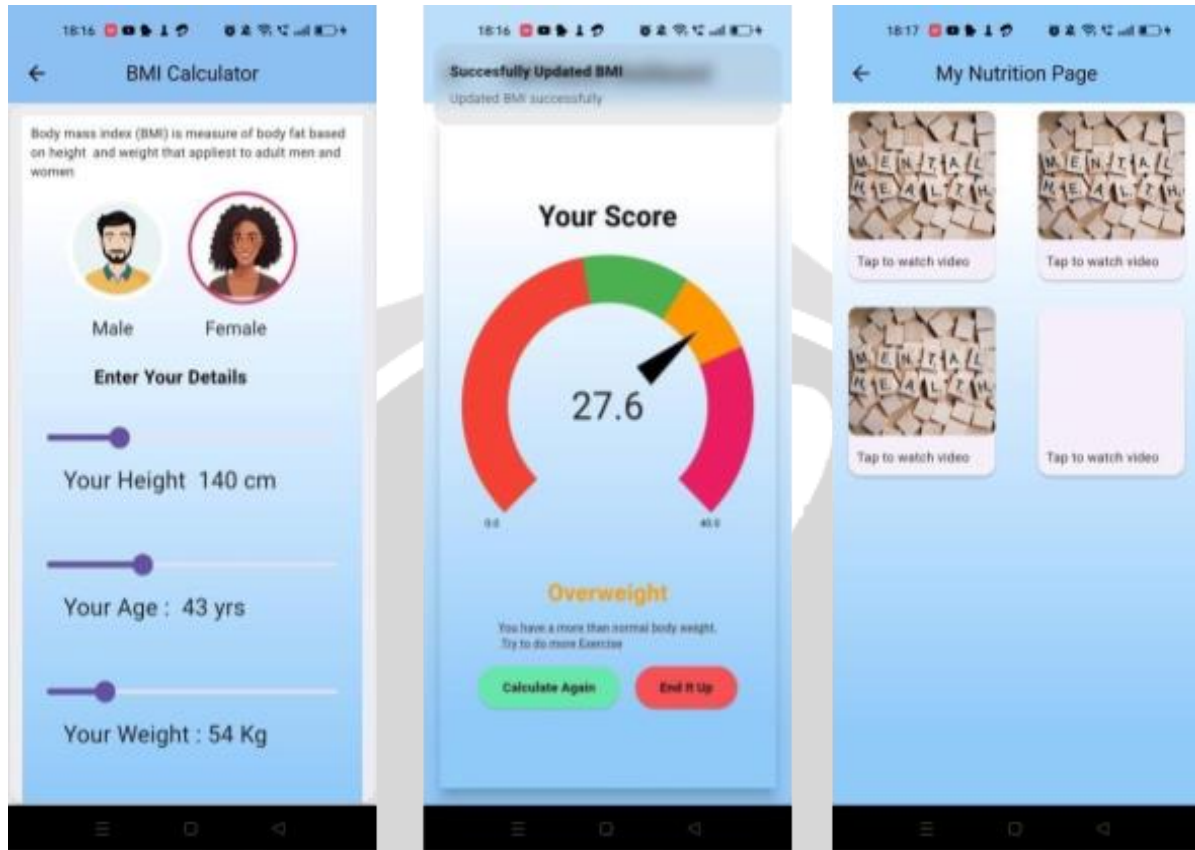 18:16
BMI Calculator
Body mass index (BMI) is measure of body fat based
on height and weight that appliest to adult men and
women
Male Female
Enter Your Details
Your Height 140 cm
Your Age : 43 yrs
Your Weight : 54 Kg
18:16
Succesfully Updated BMI
Updated BMI successfully
Your Score
27.6
0.0 40.0
Overweight
You have a more than normal body weight.
Try to do more Exercise
Calculate Again End It Up
18:17
My Nutrition Page
MENTAL MENTAL
HEALTH HEALTH
Tap to watch video Tap to watch video
MENTAL
HEALTH
Tap to watch video Tap to watch video